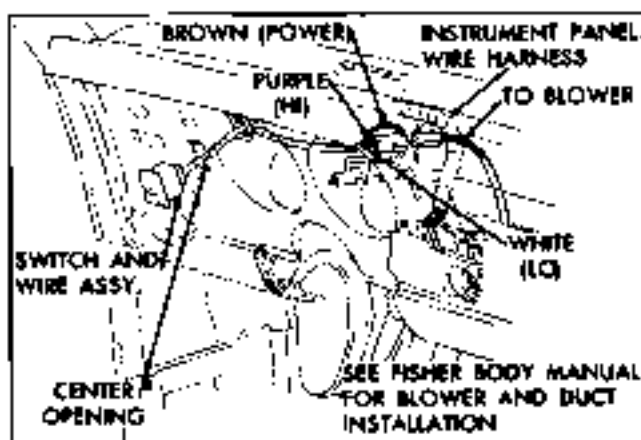 BROWN (POWER)
INSTRUMENT PANEL
WIRE HARNESS
PURPLE
(HI)
TO BLOWER
WHITE
(LO)
SWITCH AND
WIRE ASSY.
CENTER
OPENING
SEE FISHER BODY MANUAL
FOR BLOWER AND DUCT
INSTALLATION